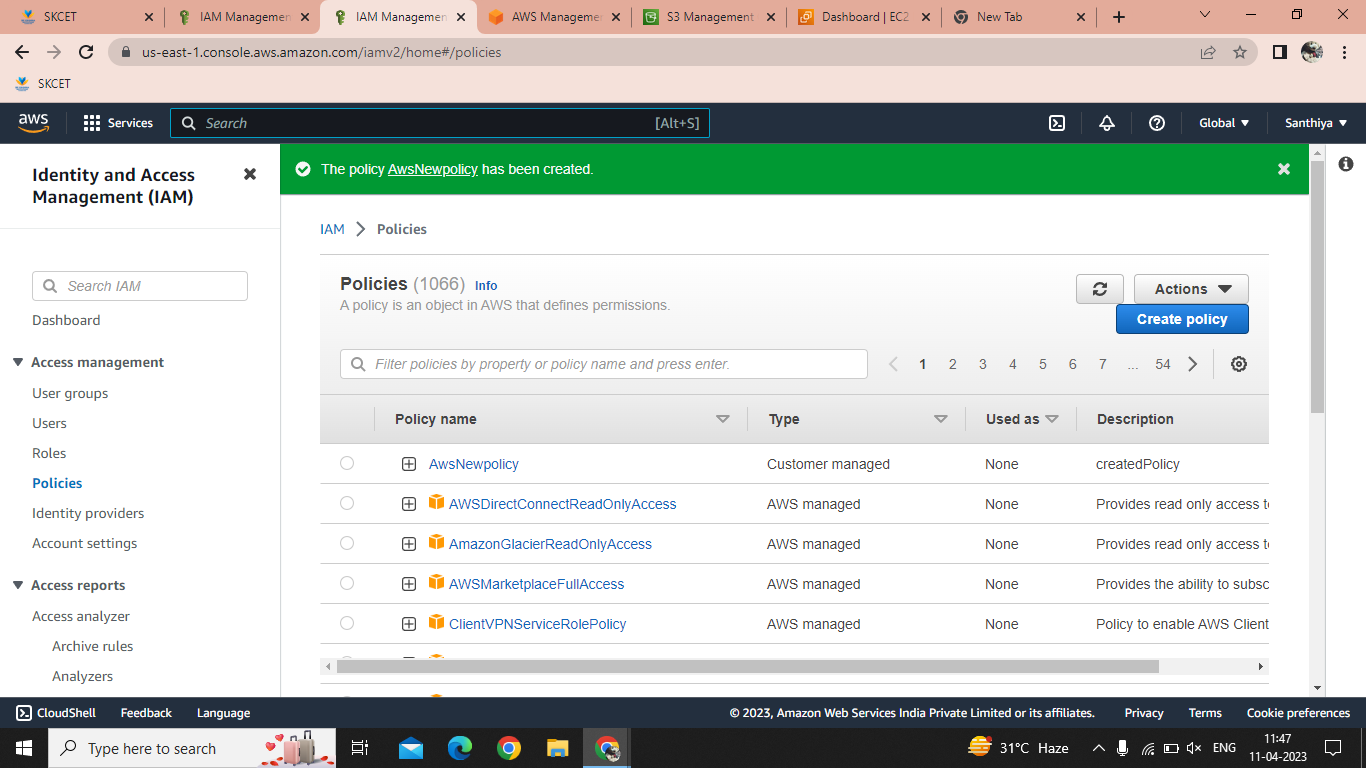 SKCET
IAM Managemen
IAM Managemen
AWS Manageme
S3 Management
Dashboard | EC2
New Tab
us-east-1.console.aws.amazon.com/iamv2/home#/policies
SKCET
aws
Services
Search
[Alt+S]
Global
Santhiya
Identity and Access
Management (IAM)
Search IAM
Dashboard
Access management
User groups
Users
Roles
Policies
Identity providers
Account settings
Access reports
Access analyzer
Archive rules
Analyzers
The policy AwsNewpolicy has been created.
IAM > Policies
Policies (1066) Info
A policy is an object in AWS that defines permissions.
Actions
Create policy
Filter policies by property or policy name and press enter.
1 2 3 4 5 6 7 ... 54
Policy name Type Used as Description
AwsNewpolicy Customer managed None createdPolicy
AWSDirectConnectReadOnlyAccess AWS managed None Provides read only access to
AmazonGlacierReadOnlyAccess AWS managed None Provides read only access to
AWSMarketplaceFullAccess AWS managed None Provides the ability to subsc
ClientVPNServiceRolePolicy AWS managed None Policy to enable AWS Client
CloudShell Feedback Language
© 2023, Amazon Web Services India Private Limited or its affiliates. Privacy Terms Cookie preferences
Type here to search
31°C Haze
ENG
11:47
11-04-2023